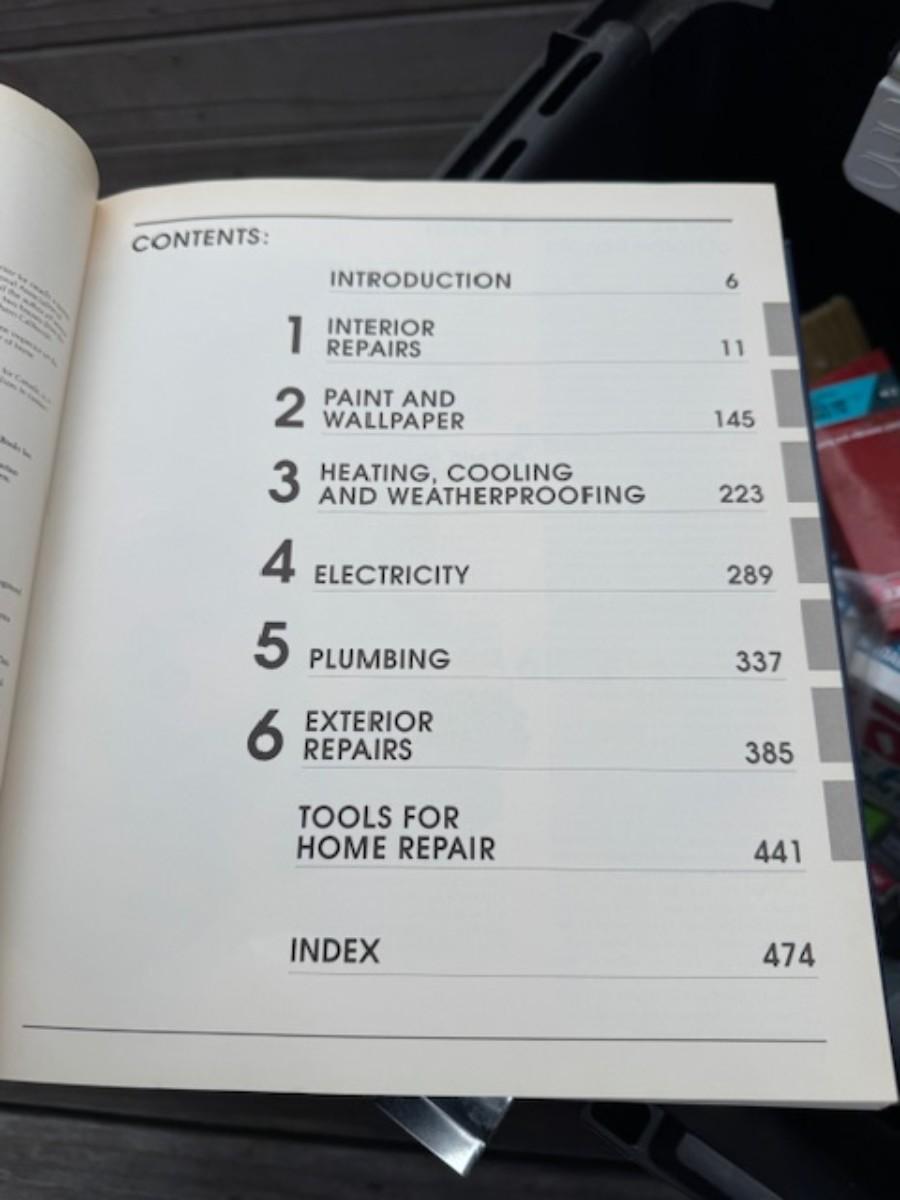 CONTENTS:
INTRODUCTION 6
1 INTERIOR
REPAIRS 11
2 PAINT AND
WALLPAPER 145
3 HEATING, COOLING
AND WEATHERPROOFING 223
4 ELECTRICITY 289
5 PLUMBING 337
6 EXTERIOR
REPAIRS 385
TOOLS FOR
HOME REPAIR 441
INDEX 474